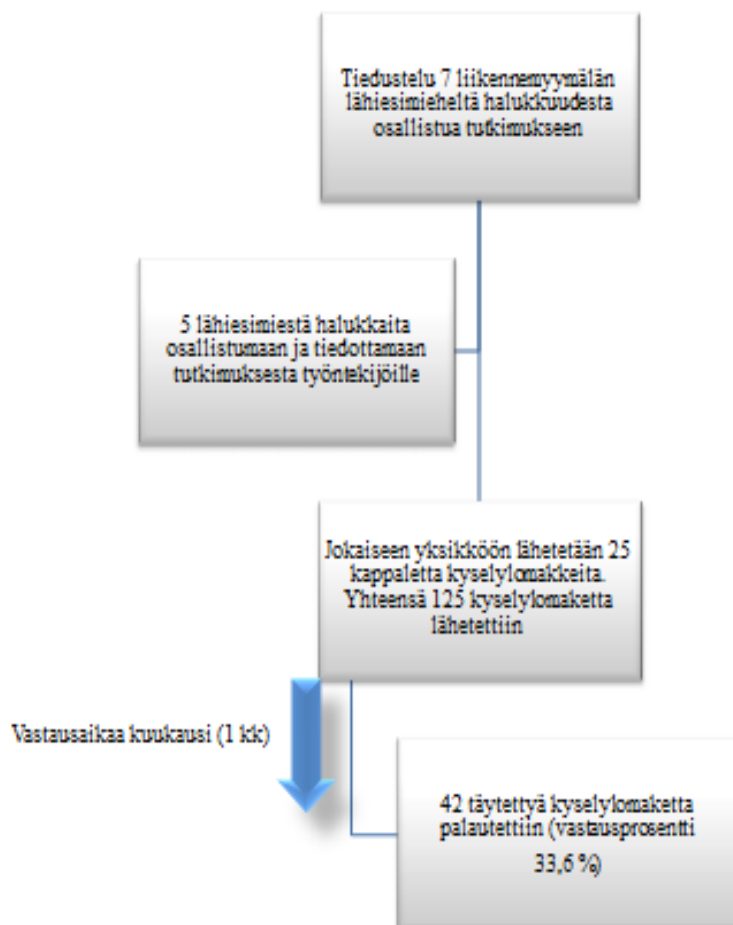 Tiedustelu 7 liikennemyymälän
lähiesimieheltä halukkuudesta
osallistua tutkimukseen
5 lähiesimiestä halukkaita
osallistumaan ja tiedottamaan
tutkimuksesta työntekijöille
Jokaiseen yksikköön lähetetään 25
kappaletta kyselylomakkeita.
Yhteensä 125 kyselylomaketta
lähetettiin
Vastausaikaa kuukausi (1 kk)
42 täytettyä kyselylomaketta
palautettiin (vastausprosentti
33,6 %)